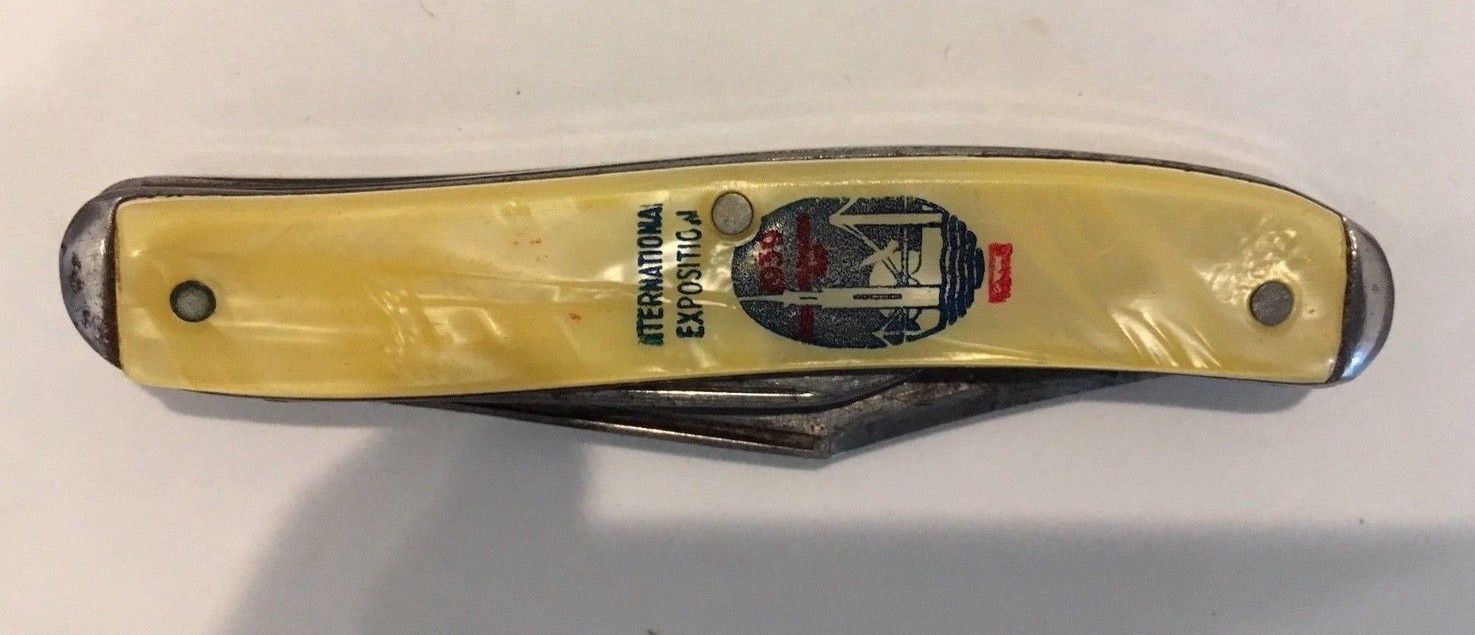 INTERNATIONAL
EXPOSITION
1939